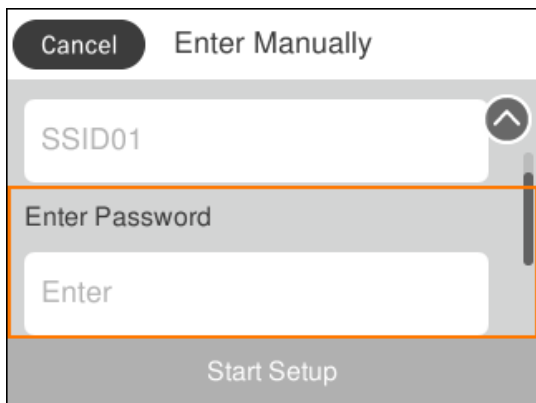 Cancel Enter Manually
SSID01
Enter Password
Enter
Start Setup